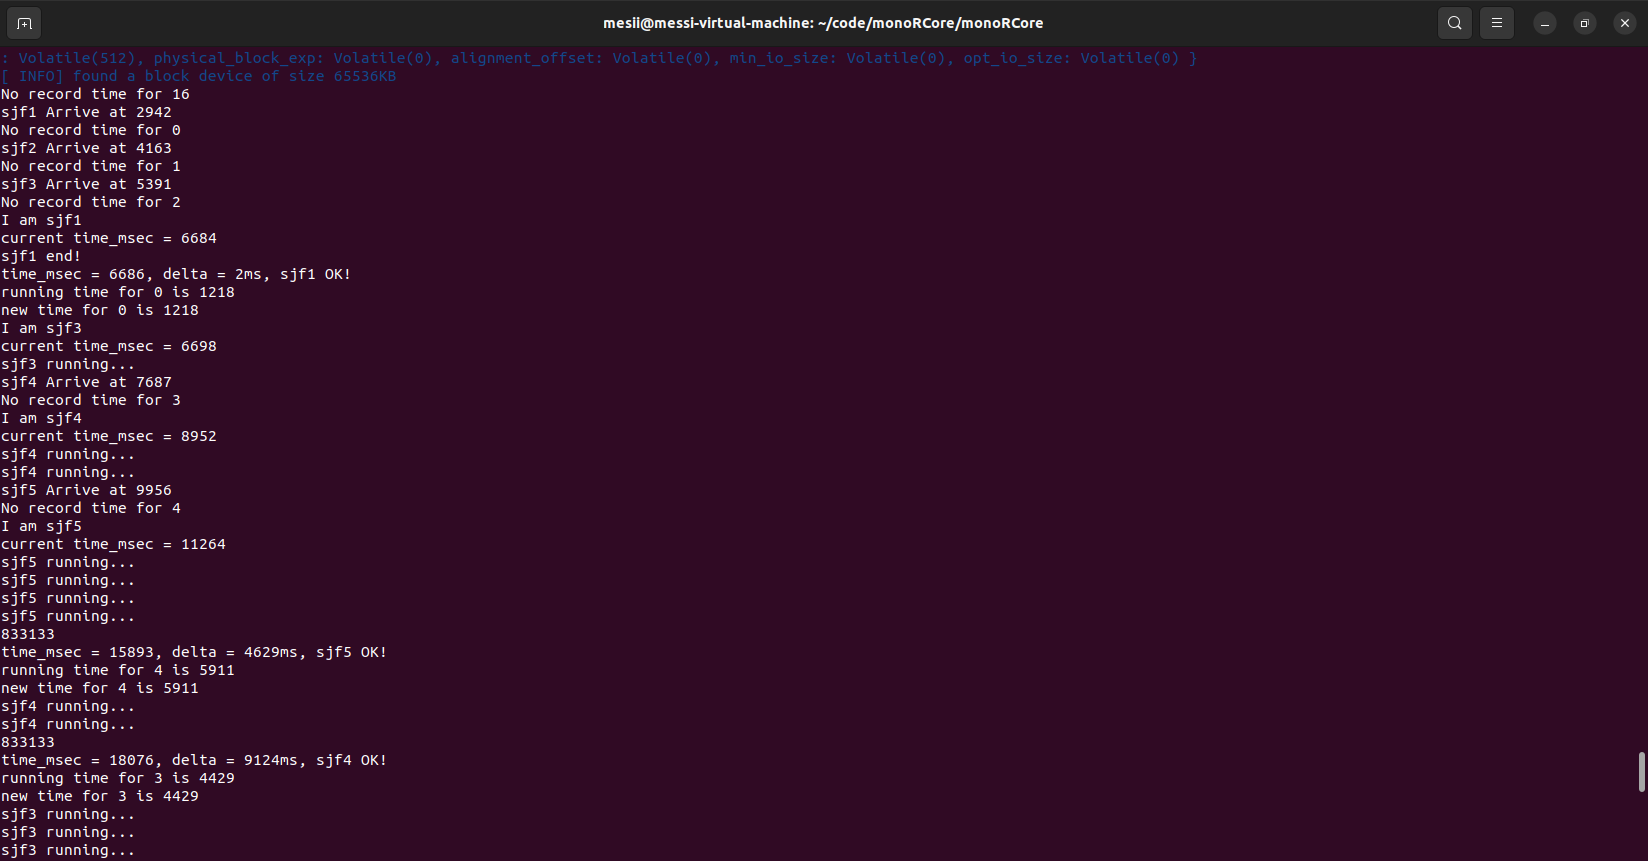 mesii@messi-virtual-machine: ~/code/monoRCore/monoRCore
: Volatile(512), physical_block_exp: Volatile(0), alignment_offset: Volatile(0), min_io_size: Volatile(0), opt_io_size: Volatile(0) }
[ INFO] found a block device of size 65536KB
No record time for 16
sjf1 Arrive at 2942
No record time for 0
sjf2 Arrive at 4163
No record time for 1
sjf3 Arrive at 5391
No record time for 2
I am sjf1
current time_msec = 6684
sjf1 end!
time_msec = 6686, delta = 2ms, sjf1 OK!
running time for 0 is 1218
new time for 0 is 1218
I am sjf3
current time_msec = 6698
sjf3 running...
sjf4 Arrive at 7687
No record time for 3
I am sjf4
current time_msec = 8952
sjf4 running...
sjf4 running...
sjf5 Arrive at 9956
No record time for 4
I am sjf5
current time_msec = 11264
sjf5 running...
sjf5 running...
sjf5 running...
sjf5 running...
833133
time_msec = 15893, delta = 4629ms, sjf5 OK!
running time for 4 is 5911
new time for 4 is 5911
sjf4 running...
sjf4 running...
833133
time_msec = 18076, delta = 9124ms, sjf4 OK!
running time for 3 is 4429
new time for 3 is 4429
sjf3 running...
sjf3 running...
sjf3 running...